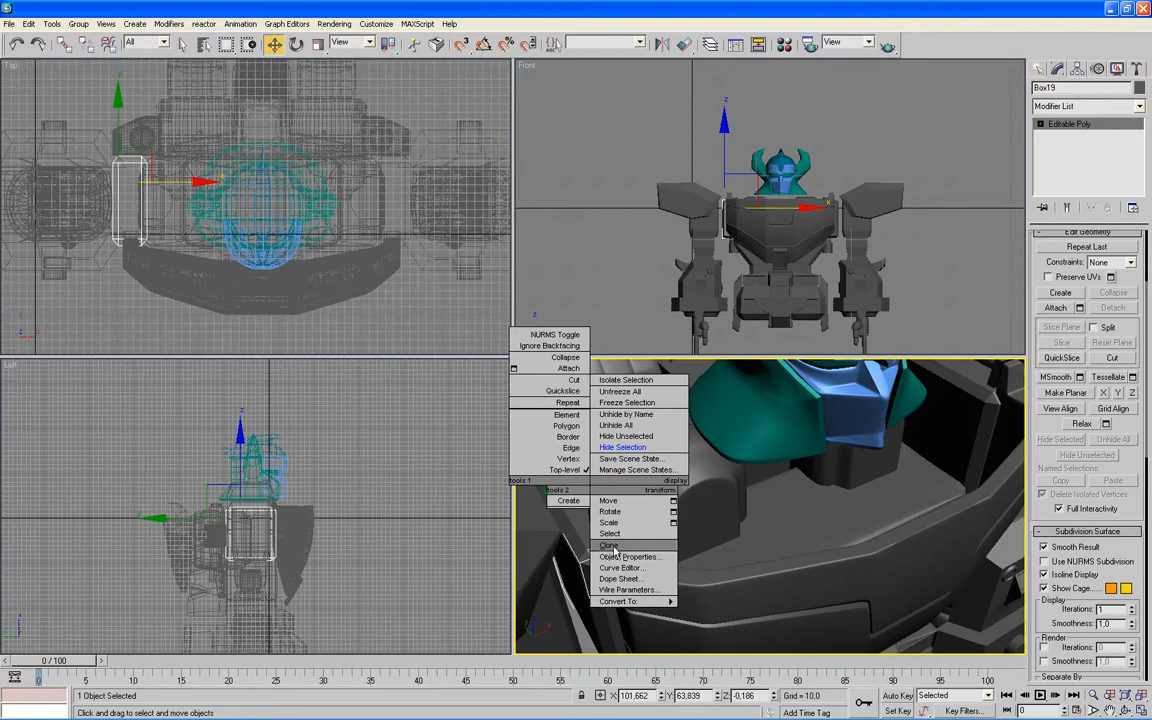 File Edit Tools Group Views Create Modifiers reactor Animation Graph Editors Rendering Customize MAXScript Help
All View View
Top
Front
Left
Box19
Modifier List
Editable Poly
Edit Geometry
Repeat Last
Constraints: None
Preserve UVs
Create Collapse
Attach Detach
Slice Plane Split
Slice Reset Plane
QuickSlice Cut
MSmooth Tessellate
Make Planar X Y Z
View Align Grid Align
Relax
Hide Selected Unhide All
Hide Unselected
Named Selections:
Copy Paste
Delete Isolated Vertices
Full Interactivity
Subdivision Surface
Smooth Result
Use NURMS Subdivision
Isoline Display
Show Cage......
Display
Iterations: 1
Smoothness: 1,0
Render
Iterations: 0
Smoothness: 1,0
Separate By
NURMS Toggle
Ignore Backfacing
Collapse
Attach
Cut
Quickslice
Repeat
Element
Polygon
Border
Edge
Vertex
Top-level
tools 1
tools 2
Create
Isolate Selection
Unfreeze All
Freeze Selection
Unhide by Name
Unhide All
Hide Unselected
Hide Selection
Save Scene State...
Manage Scene States...
display
transform
Move
Rotate
Scale
Select
Clone
Object Properties...
Curve Editor...
Dope Sheet...
Wire Parameters...
Convert To:
0 / 100
0 5 10 15 20 25 30 35 40 45 50 55 60 65 70 75 80 85 90 95 100
1 Object Selected X: 101,662 Y: 63,839 Z: -0,186 Grid = 10,0 Auto Key Selected
Click and drag to select and move objects Add Time Tag Set Key Key Filters... 0